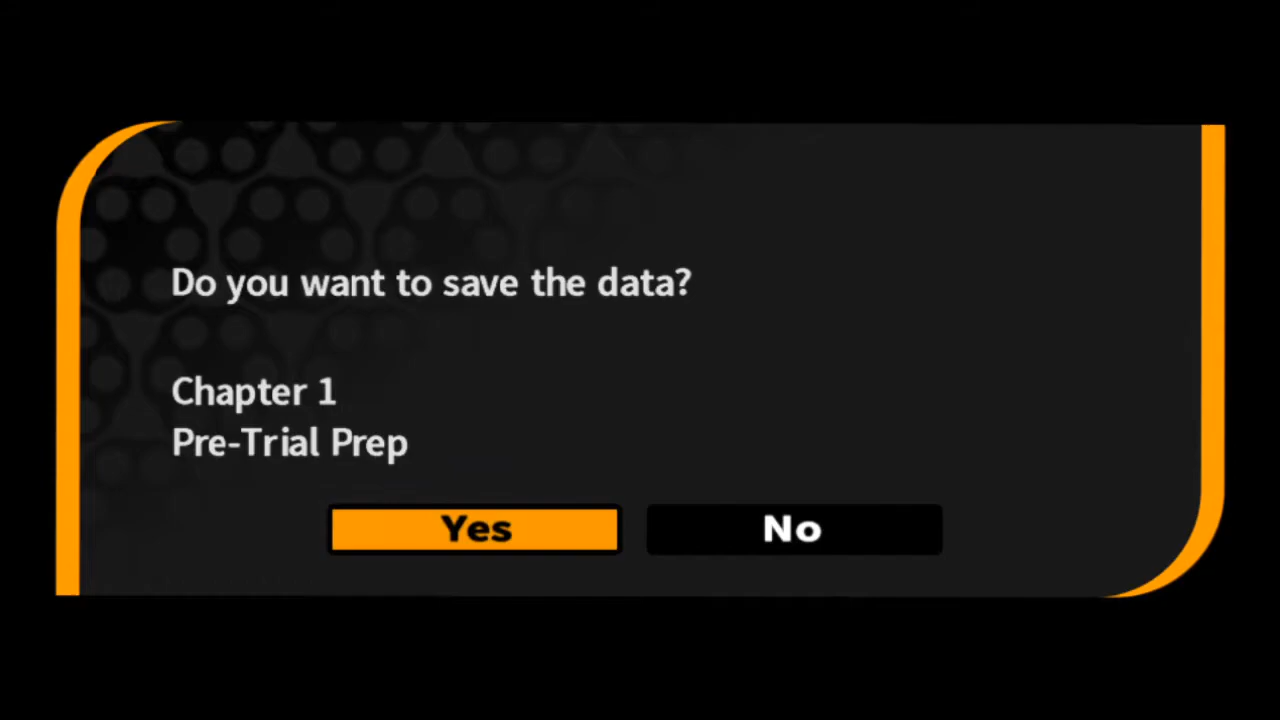 Do you want to save the data?
Chapter 1
Pre-Trial Prep
Yes No